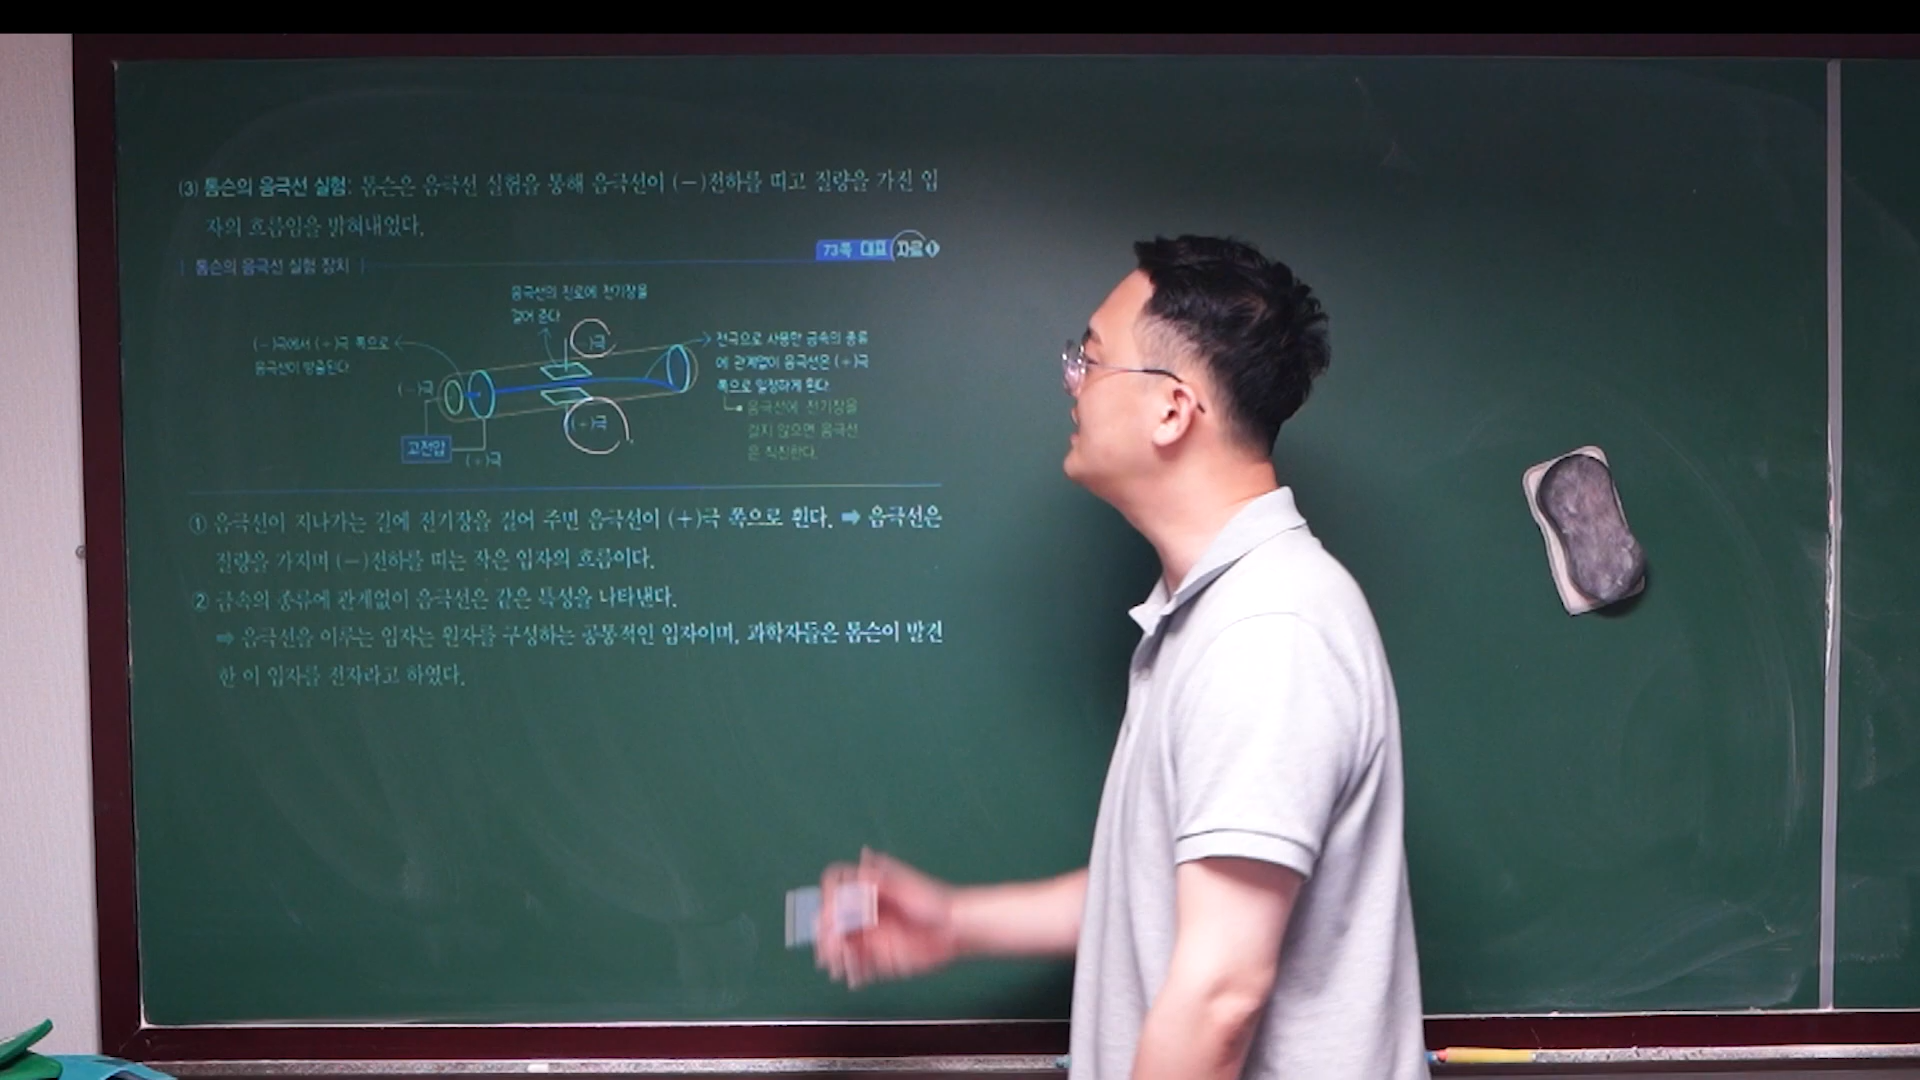 (3) 톰슨의 음극선 실험: 톰슨은 음극선 실험을 통해 음극선이 (−)전하를 띠고 질량을 가진 입
자의 흐름임을 밝혀내었다.
73쪽 대표 자료❶
톰슨의 음극선 실험 장치
음극선의 진로에 전기장을
걸어 준다
(−)극에서 (+)극 쪽으로
음극선이 방출된다
(−)극
전극으로 사용한 금속의 종류
에 관계없이 음극선은 (+)극
쪽으로 일정하게 휜다
음극선에 전기장을
걸지 않으면 음극선
은 직진한다.
(−)극
(+)극
고전압
(+)극
① 음극선이 지나가는 길에 전기장을 걸어 주면 음극선이 (+)극 쪽으로 휜다. ➡ 음극선은
질량을 가지며 (−)전하를 띠는 작은 입자의 흐름이다.
② 금속의 종류에 관계없이 음극선은 같은 특성을 나타낸다.
➡ 음극선을 이루는 입자는 원자를 구성하는 공통적인 입자이며, 과학자들은 톰슨이 발견
한 이 입자를 전자라고 하였다.